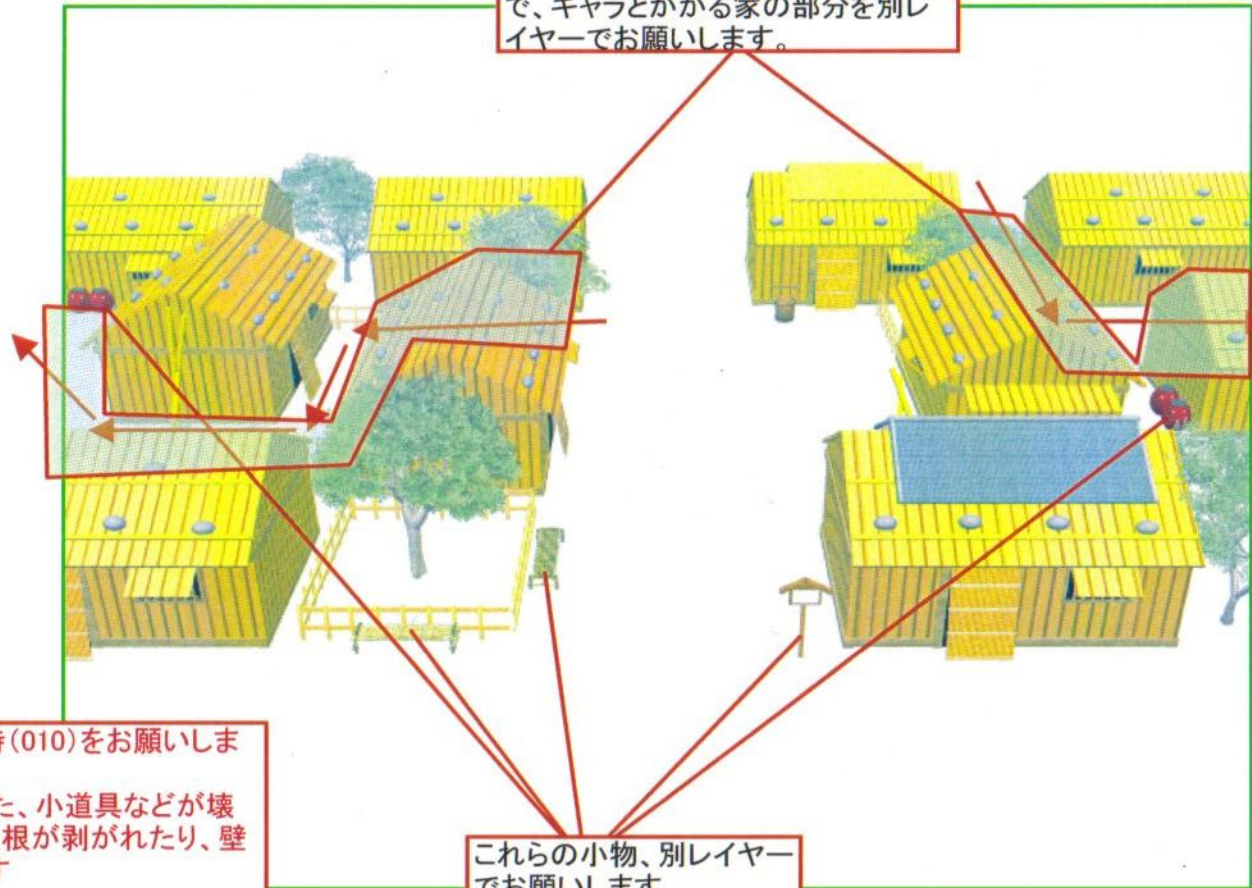 で、キャラとかかる家の部分を別レ
イヤーでお願いします。
(010)をお願いしま
た、小道具などが壊
根が剥がれたり、壁
これらの小物、別レイヤー
でお願いします。